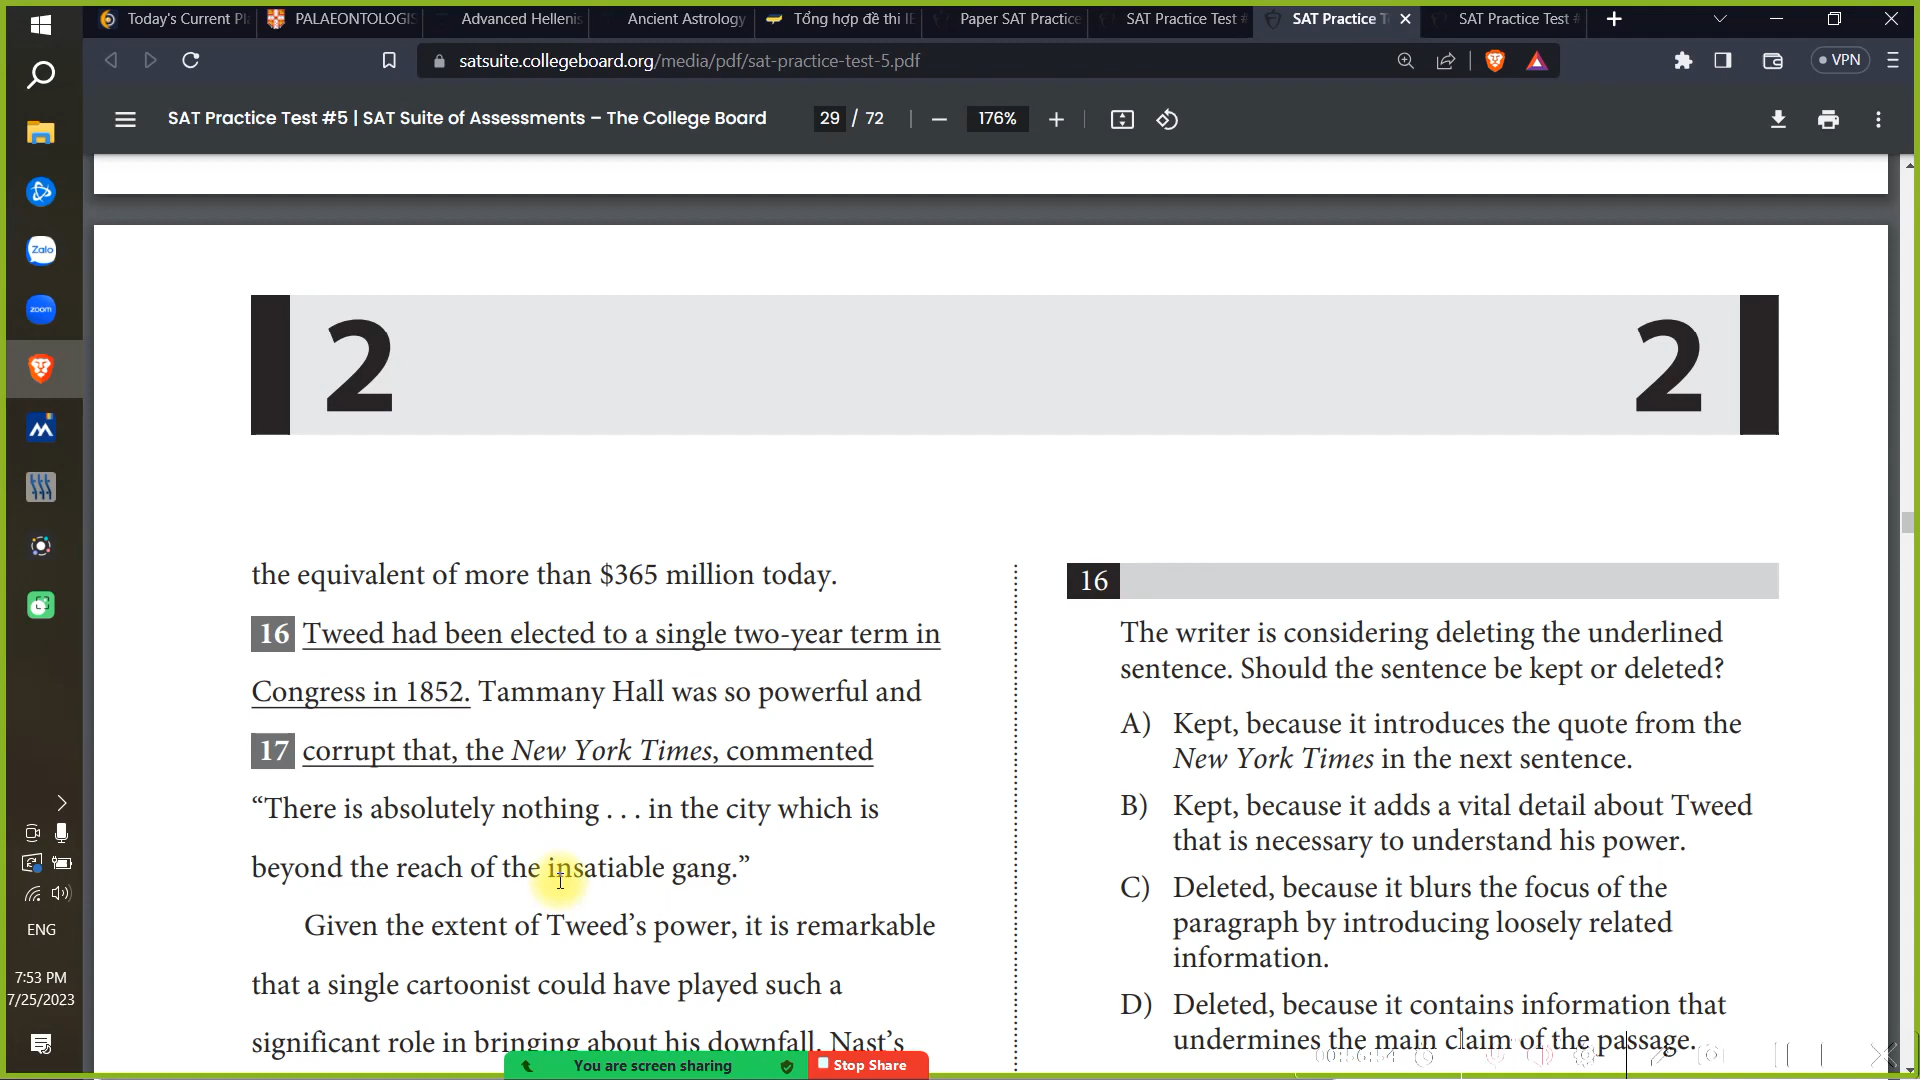 Today's Current Pl
PALAEONTOLOGIS
Advanced Hellenis
Ancient Astrology
Tổng hợp đề thi IE
Paper SAT Practice
SAT Practice Test #
SAT Practice T
SAT Practice Test #
satsuite.collegeboard.org/media/pdf/sat-practice-test-5.pdf
VPN
SAT Practice Test #5 | SAT Suite of Assessments – The College Board
29 / 72
176%
Zalo
zoom
2
2
the equivalent of more than $365 million today.
16 Tweed had been elected to a single two-year term in
Congress in 1852. Tammany Hall was so powerful and
17 corrupt that, the New York Times, commented
“There is absolutely nothing . . . in the city which is
beyond the reach of the insatiable gang.”
Given the extent of Tweed’s power, it is remarkable
that a single cartoonist could have played such a
significant role in bringing about his downfall. Nast’s
16
The writer is considering deleting the underlined
sentence. Should the sentence be kept or deleted?
A) Kept, because it introduces the quote from the
New York Times in the next sentence.
B) Kept, because it adds a vital detail about Tweed
that is necessary to understand his power.
C) Deleted, because it blurs the focus of the
paragraph by introducing loosely related
information.
D) Deleted, because it contains information that
undermines the main claim of the passage.
ENG
7:53 PM
7/25/2023
You are screen sharing
Stop Share
00:56:54